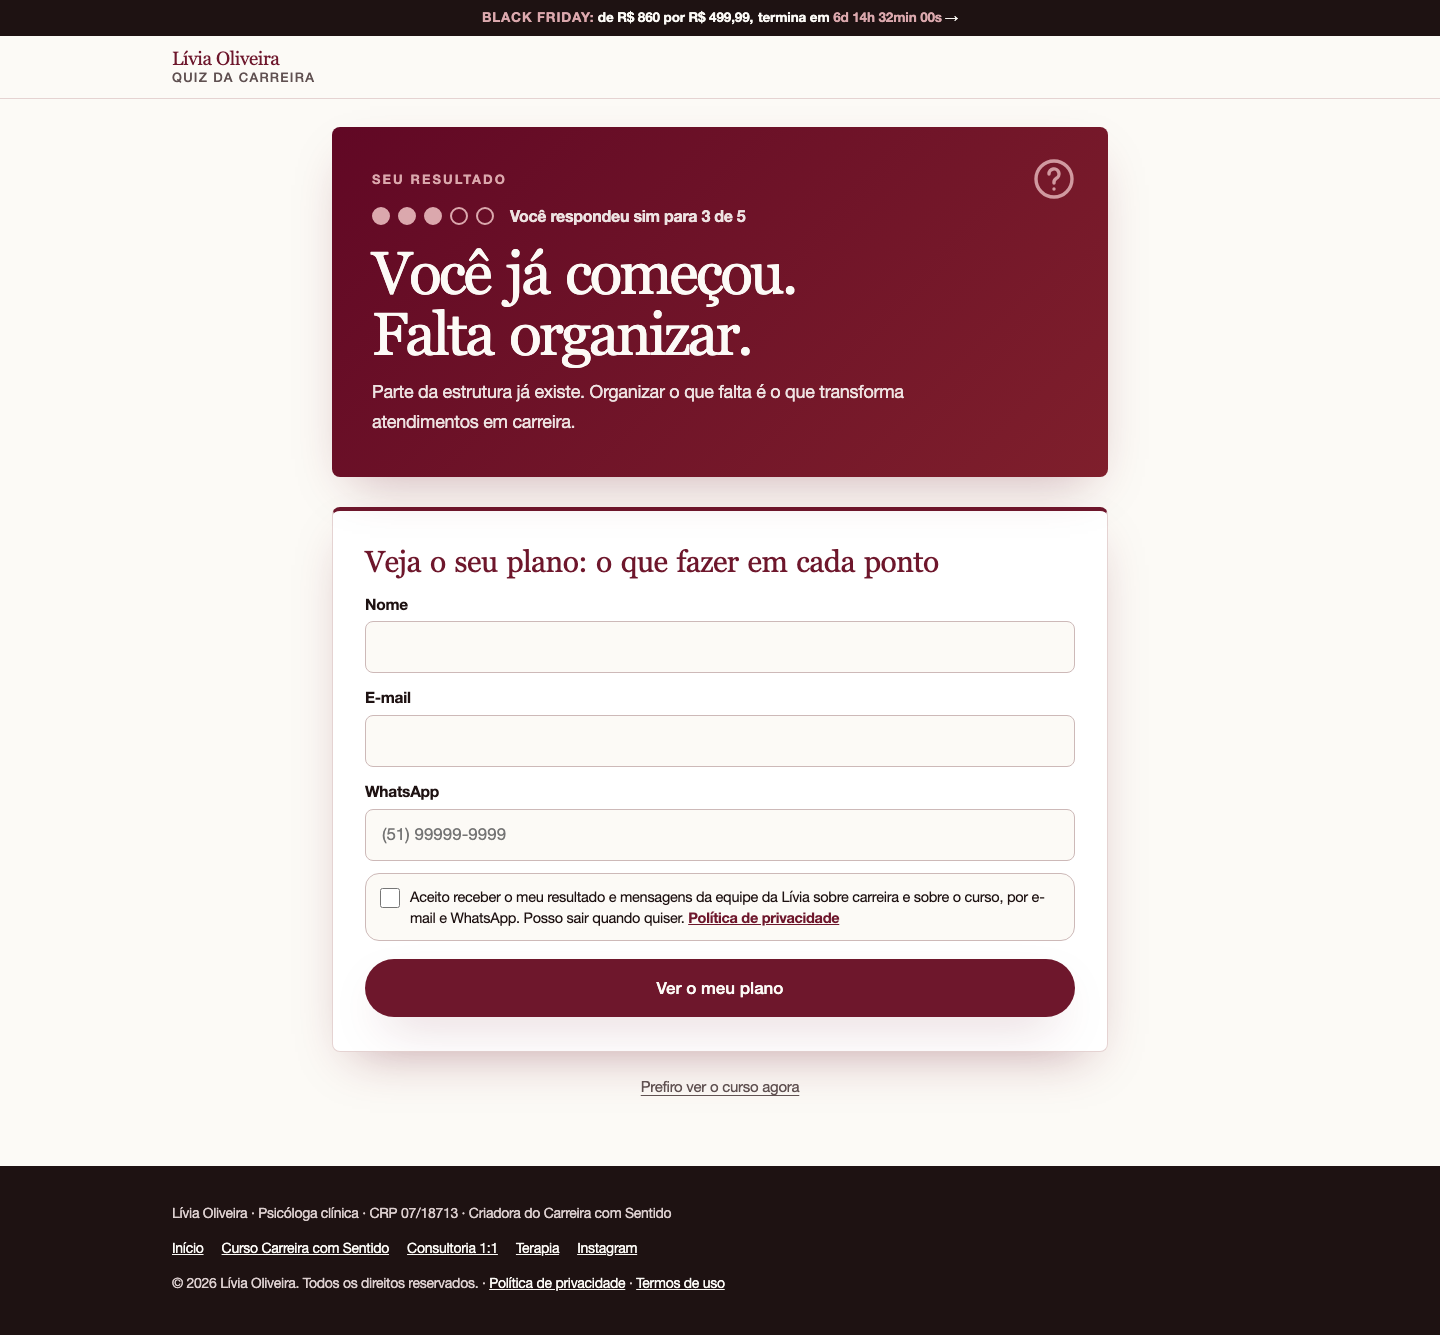 BLACK FRIDAY: de R$ 860 por R$ 499,99, termina em 6d 14h 32min 00s →
Lívia Oliveira
QUIZ DA CARREIRA
SEU RESULTADO
Você respondeu sim para 3 de 5
Você já começou.
Falta organizar.
Parte da estrutura já existe. Organizar o que falta é o que transforma
atendimentos em carreira.
Veja o seu plano: o que fazer em cada ponto
Nome
E-mail
WhatsApp
(51) 99999-9999
Aceito receber o meu resultado e mensagens da equipe da Lívia sobre carreira e sobre o curso, por e-
mail e WhatsApp. Posso sair quando quiser. Política de privacidade
Ver o meu plano
Prefiro ver o curso agora
Lívia Oliveira · Psicóloga clínica · CRP 07/18713 · Criadora do Carreira com Sentido
Início Curso Carreira com Sentido Consultoria 1:1 Terapia Instagram
© 2026 Lívia Oliveira. Todos os direitos reservados. · Política de privacidade · Termos de uso